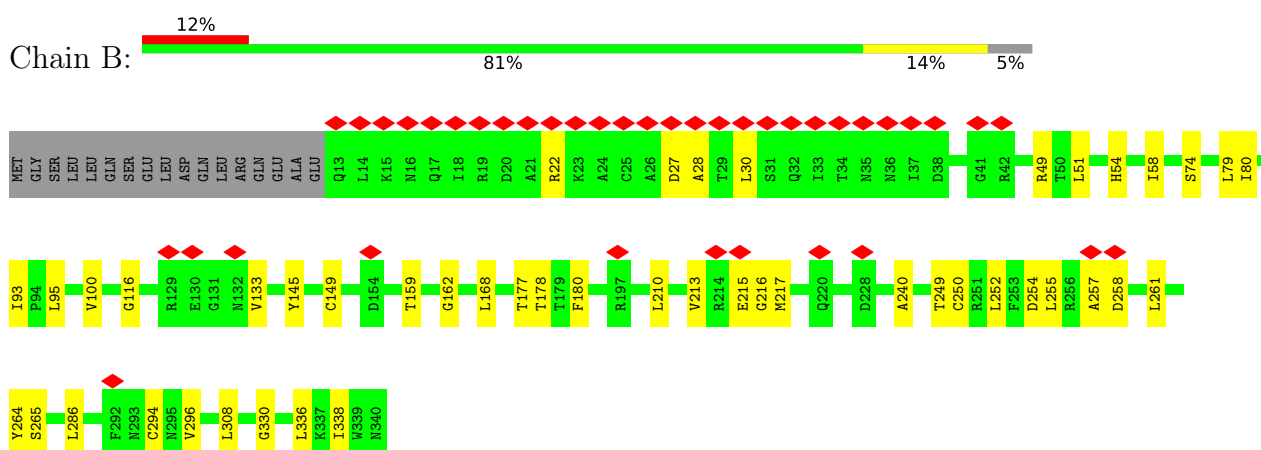 12%
Chain B:
81% 14% 5%
MET GLY SER LEU LEU GLN SER GLU LEU ASP GLN LEU ARG GLN GLU ALA GLU Q13 L14 K15 N16 Q17 I18 R19 D20 A21 R22 K23 A24 C25 A26 D27 A28 T29 L30 S31 Q32 I33 T34 N35 N36 I37 D38 G41 R42 R49 T50 L51 H54 I58 S74 L79 I80
I93 P94 L95 V100 G116 R129 E130 G131 N132 V133 Y145 C149 D154 T159 G162 L168 T177 T178 T179 F180 R197 L210 V213 R214 E215 G216 M217 Q220 D228 A240 T249 C250 R251 L252 F253 D254 L255 R256 A257 D258 L261
Y264 S265 L286 F292 N293 C294 N295 V296 L308 G330 L336 K337 I338 W339 N340